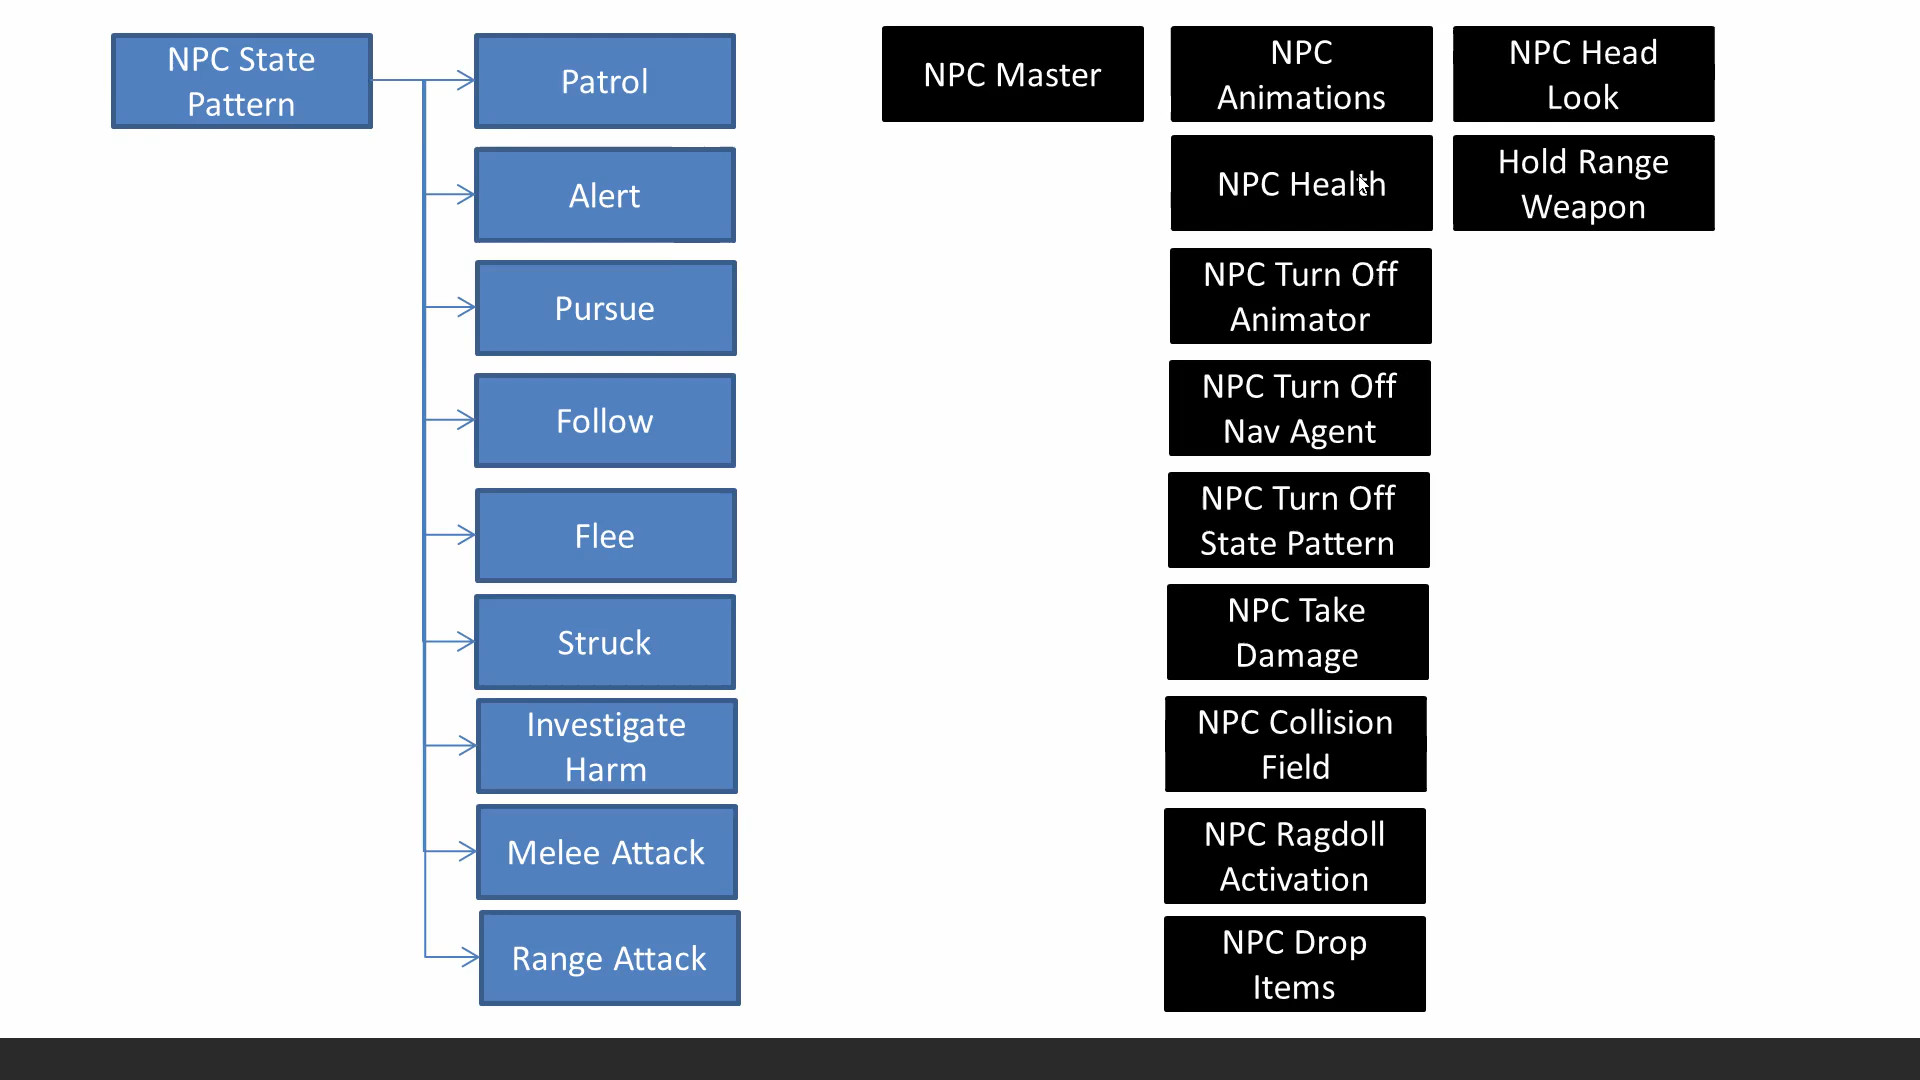 NPC State
Pattern
Patrol
Alert
Pursue
Follow
Flee
Struck
Investigate
Harm
Melee Attack
Range Attack
NPC Master
NPC
Animations
NPC Health
NPC Turn Off
Animator
NPC Turn Off
Nav Agent
NPC Turn Off
State Pattern
NPC Take
Damage
NPC Collision
Field
NPC Ragdoll
Activation
NPC Drop
Items
NPC Head
Look
Hold Range
Weapon